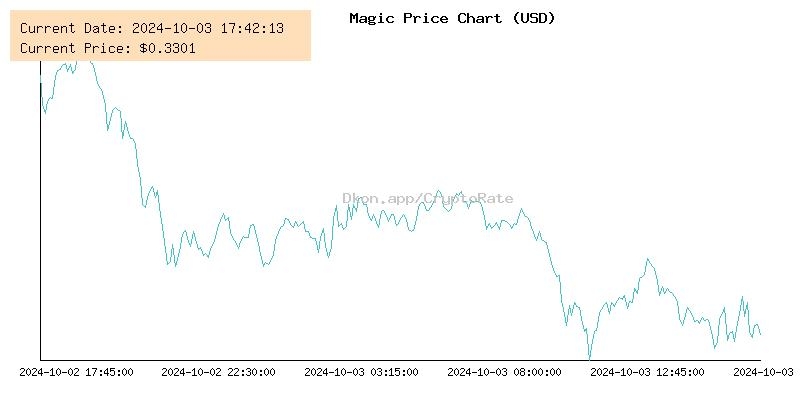 Magic Price Chart (USD)
Current Date: 2024-10-03 17:42:13
Current Price: $0.3301
Dkon.app/CryptoRate
2024-10-02 17:45:00
2024-10-02 22:30:00
2024-10-03 03:15:00
2024-10-03 08:00:00
2024-10-03 12:45:00
2024-10-03